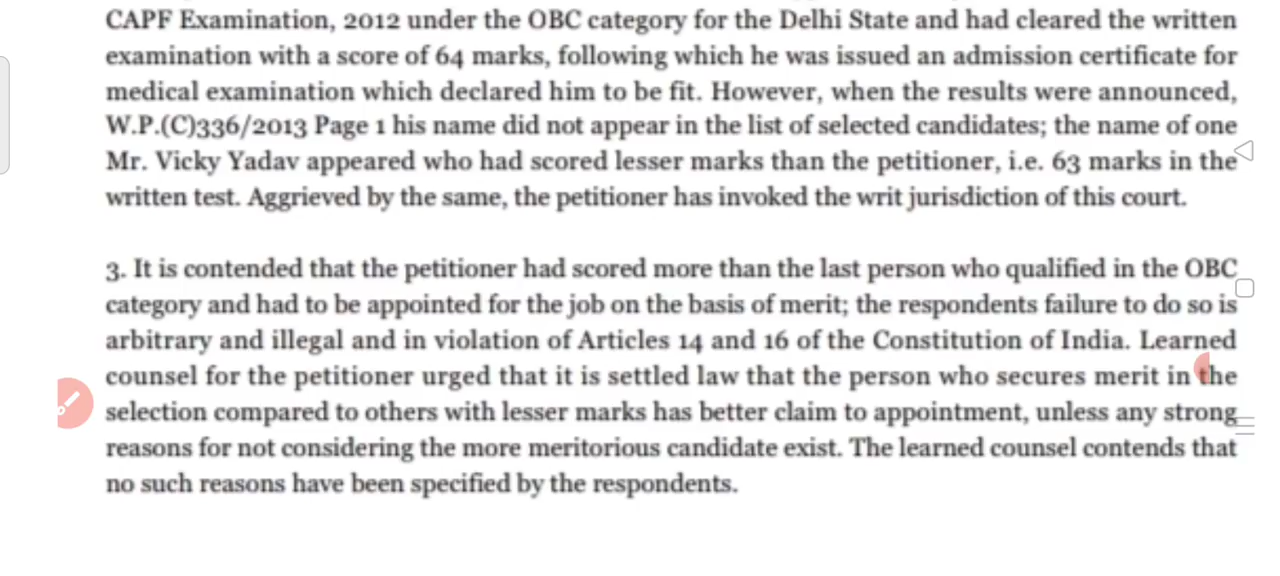 CAPF Examination, 2012 under the OBC category for the Delhi State and had cleared the written
examination with a score of 64 marks, following which he was issued an admission certificate for
medical examination which declared him to be fit. However, when the results were announced,
W.P.(C)336/2013 Page 1 his name did not appear in the list of selected candidates; the name of one
Mr. Vicky Yadav appeared who had scored lesser marks than the petitioner, i.e. 63 marks in the
written test. Aggrieved by the same, the petitioner has invoked the writ jurisdiction of this court.
3. It is contended that the petitioner had scored more than the last person who qualified in the OBC
category and had to be appointed for the job on the basis of merit; the respondents failure to do so is
arbitrary and illegal and in violation of Articles 14 and 16 of the Constitution of India. Learned
counsel for the petitioner urged that it is settled law that the person who secures merit in the
selection compared to others with lesser marks has better claim to appointment, unless any strong
reasons for not considering the more meritorious candidate exist. The learned counsel contends that
no such reasons have been specified by the respondents.